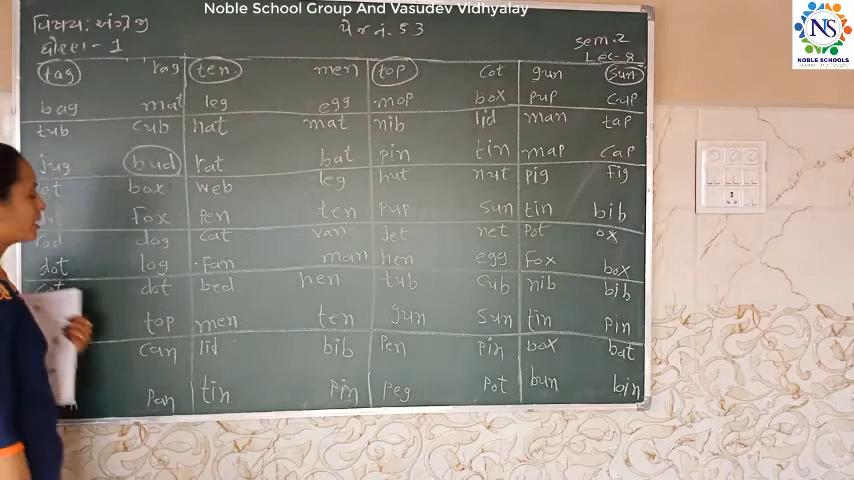 Noble School Group And Vasudev Vidhyalay
વિષય: અંગ્રેજી
પેજ નં. 53
sem. 2
ધોરણ - 1
Lec - 8
NS
NOBLE SCHOOLS
tag rag ten men top cot gun sun
bag mat leg egg mop box pup cup
tub cub hat mat nib lid man tap
jug bud rat bat pin tin map cap
box web leg hut nut pig fig
fox pen ten pup sun tin bib
dog cat van jet net pot ox
dot log fan man hen egg fox box
dot bed hen tub cub nib bib
top men ten gun sun tin pin
can lid bib pen pin box bat
pan tin pin peg pot bun bin